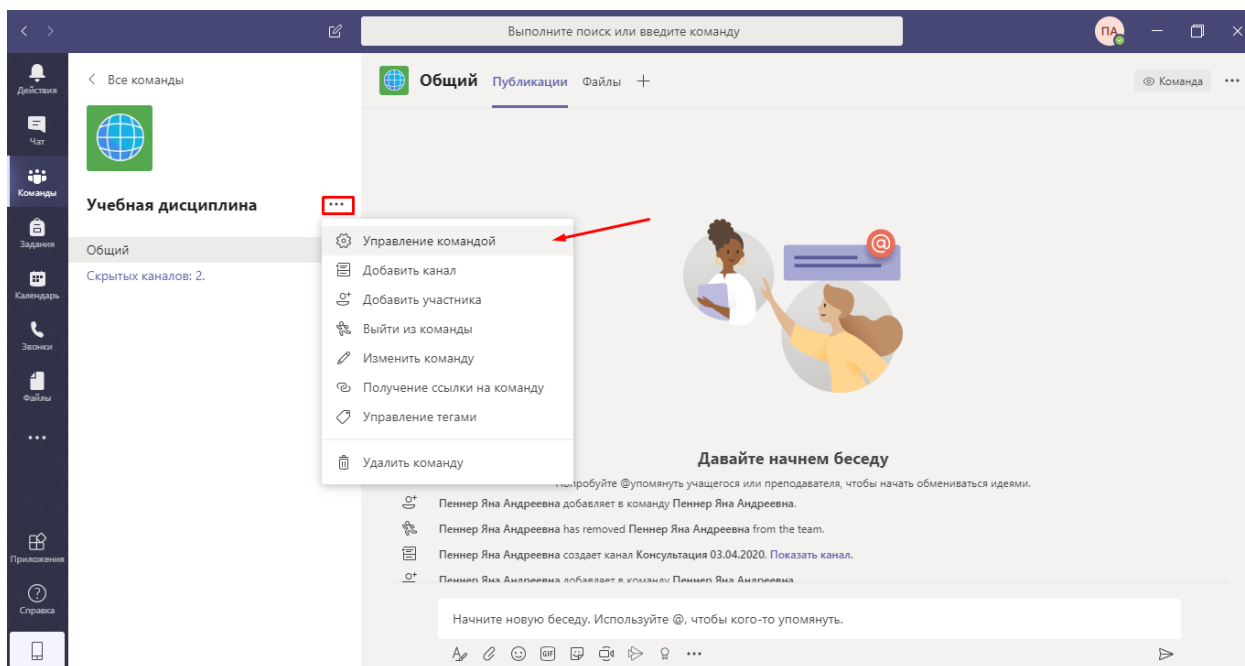 Выполните поиск или введите команду
ПА
Действия
Чат
Команды
Задания
Календарь
Звонки
Файлы
Приложения
Справка
Все команды
Учебная дисциплина
Общий
Скрытых каналов: 2.
Управление командой
Добавить канал
Добавить участника
Выйти из команды
Изменить команду
Получение ссылки на команду
Управление тегами
Удалить команду
Общий Публикации Файлы
Команда
@
Давайте начнем беседу
Попробуйте @упомянуть учащегося или преподавателя, чтобы начать обмениваться идеями.
Пеннер Яна Андреевна добавляет в команду Пеннер Яна Андреевна.
Пеннер Яна Андреевна has removed Пеннер Яна Андреевна from the team.
Пеннер Яна Андреевна создает канал Консультация 03.04.2020. Показать канал.
Пеннер Яна Андреевна добавляет в команду Пеннер Яна Андреевна
Начните новую беседу. Используйте @, чтобы кого-то упомянуть.
GIF